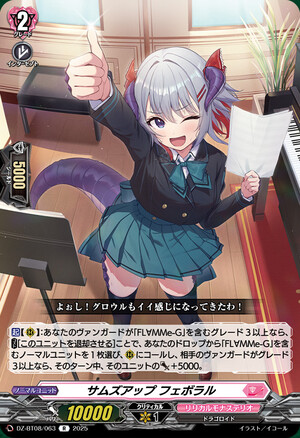 2
グレード
インターセプト
5000
シールド
よぉし！グロウルもイイ感じになってきたわ！
起【Ⓡ】：あなたのヴァンガードが「FL∀MMe-G」を含むグレード3以上なら、
【このユニットを退却させる】ことで、あなたのドロップから「FL∀MMe-G」を含む
ノーマルユニットを1枚選び、Ⓡにコールし、相手のヴァンガードがグレード
3以上なら、そのターン中、そのユニットの+5000。
ノーマルユニット
サムズアップ フェボラル
リリカルモナステリオ
パワー
10000
クリティカル
1
ドラゴロイド
DZ-BT08/063 R 2025
イラスト／イコール